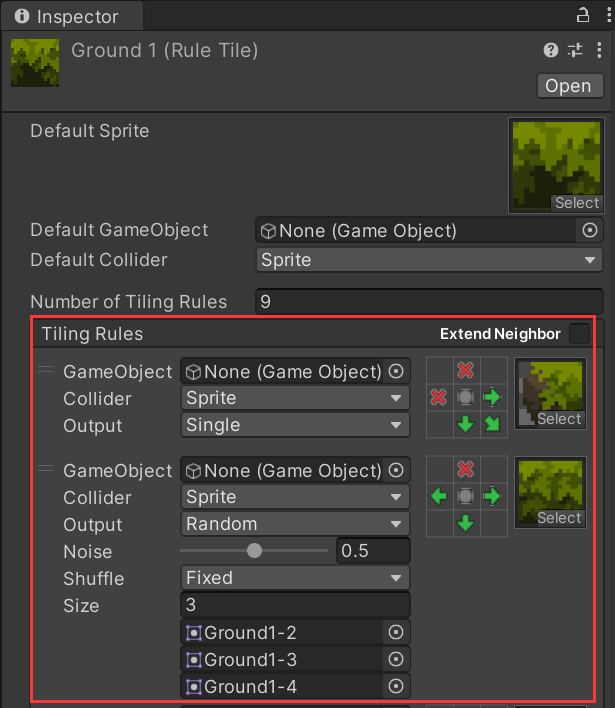 Inspector
Ground 1 (Rule Tile)
Open
Default Sprite
Select
Default GameObject None (Game Object)
Default Collider Sprite
Number of Tiling Rules 9
Tiling Rules Extend Neighbor
GameObject None (Game Object)
Collider Sprite
Output Single
Select
GameObject None (Game Object)
Collider Sprite
Output Random
Select
Noise 0.5
Shuffle Fixed
Size 3
Ground1-2
Ground1-3
Ground1-4